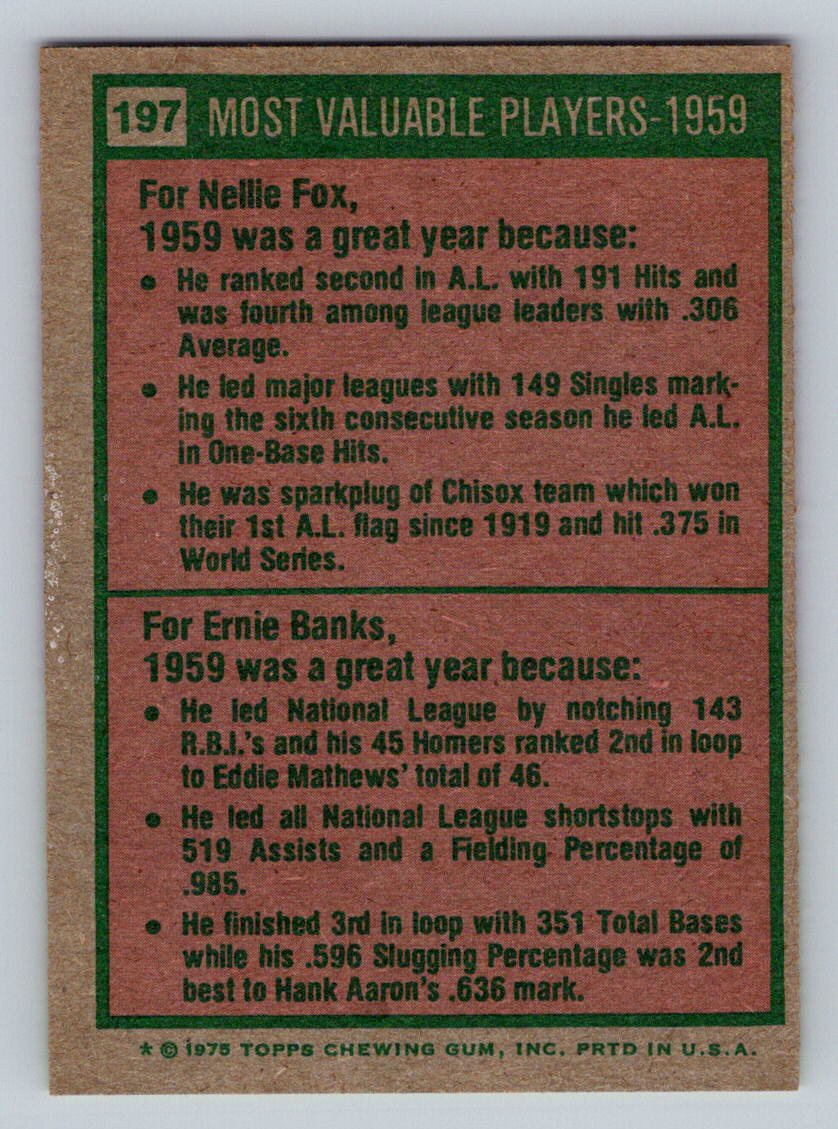 197 MOST VALUABLE PLAYERS-1959
For Nellie Fox,
1959 was a great year because:
• He ranked second in A.L. with 191 Hits and
was fourth among league leaders with .306
Average.
• He led major leagues with 149 Singles mark-
ing the sixth consecutive season he led A.L.
in One-Base Hits.
• He was sparkplug of Chisox team which won
their 1st A.L. flag since 1919 and hit .375 in
World Series.
For Ernie Banks,
1959 was a great year because:
• He led National League by notching 143
R.B.I.'s and his 45 Homers ranked 2nd in loop
to Eddie Mathews' total of 46.
• He led all National League shortstops with
519 Assists and a Fielding Percentage of
.985.
• He finished 3rd in loop with 351 Total Bases
while his .596 Slugging Percentage was 2nd
best to Hank Aaron's .636 mark.
* © 1975 TOPPS CHEWING GUM, INC. PRTD IN U.S.A.